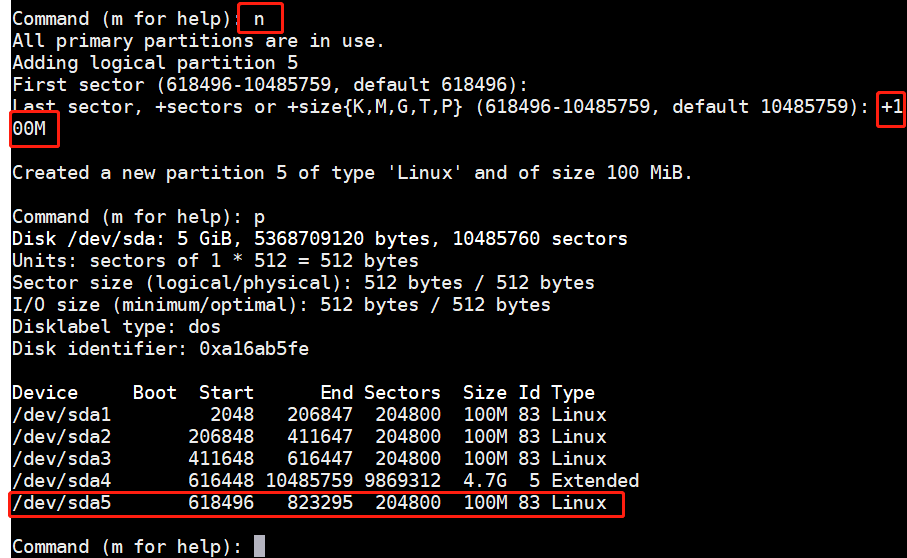 Command (m for help): n
All primary partitions are in use.
Adding logical partition 5
First sector (618496-10485759, default 618496):
Last sector, +sectors or +size{K,M,G,T,P} (618496-10485759, default 10485759): +1
00M
Created a new partition 5 of type 'Linux' and of size 100 MiB.
Command (m for help): p
Disk /dev/sda: 5 GiB, 5368709120 bytes, 10485760 sectors
Units: sectors of 1 * 512 = 512 bytes
Sector size (logical/physical): 512 bytes / 512 bytes
I/O size (minimum/optimal): 512 bytes / 512 bytes
Disklabel type: dos
Disk identifier: 0xa16ab5fe
Device     Boot  Start      End Sectors  Size Id Type
/dev/sda1         2048   206847  204800  100M 83 Linux
/dev/sda2       206848   411647  204800  100M 83 Linux
/dev/sda3       411648   616447  204800  100M 83 Linux
/dev/sda4       616448 10485759 9869312  4.7G  5 Extended
/dev/sda5       618496   823295  204800  100M 83 Linux
Command (m for help):